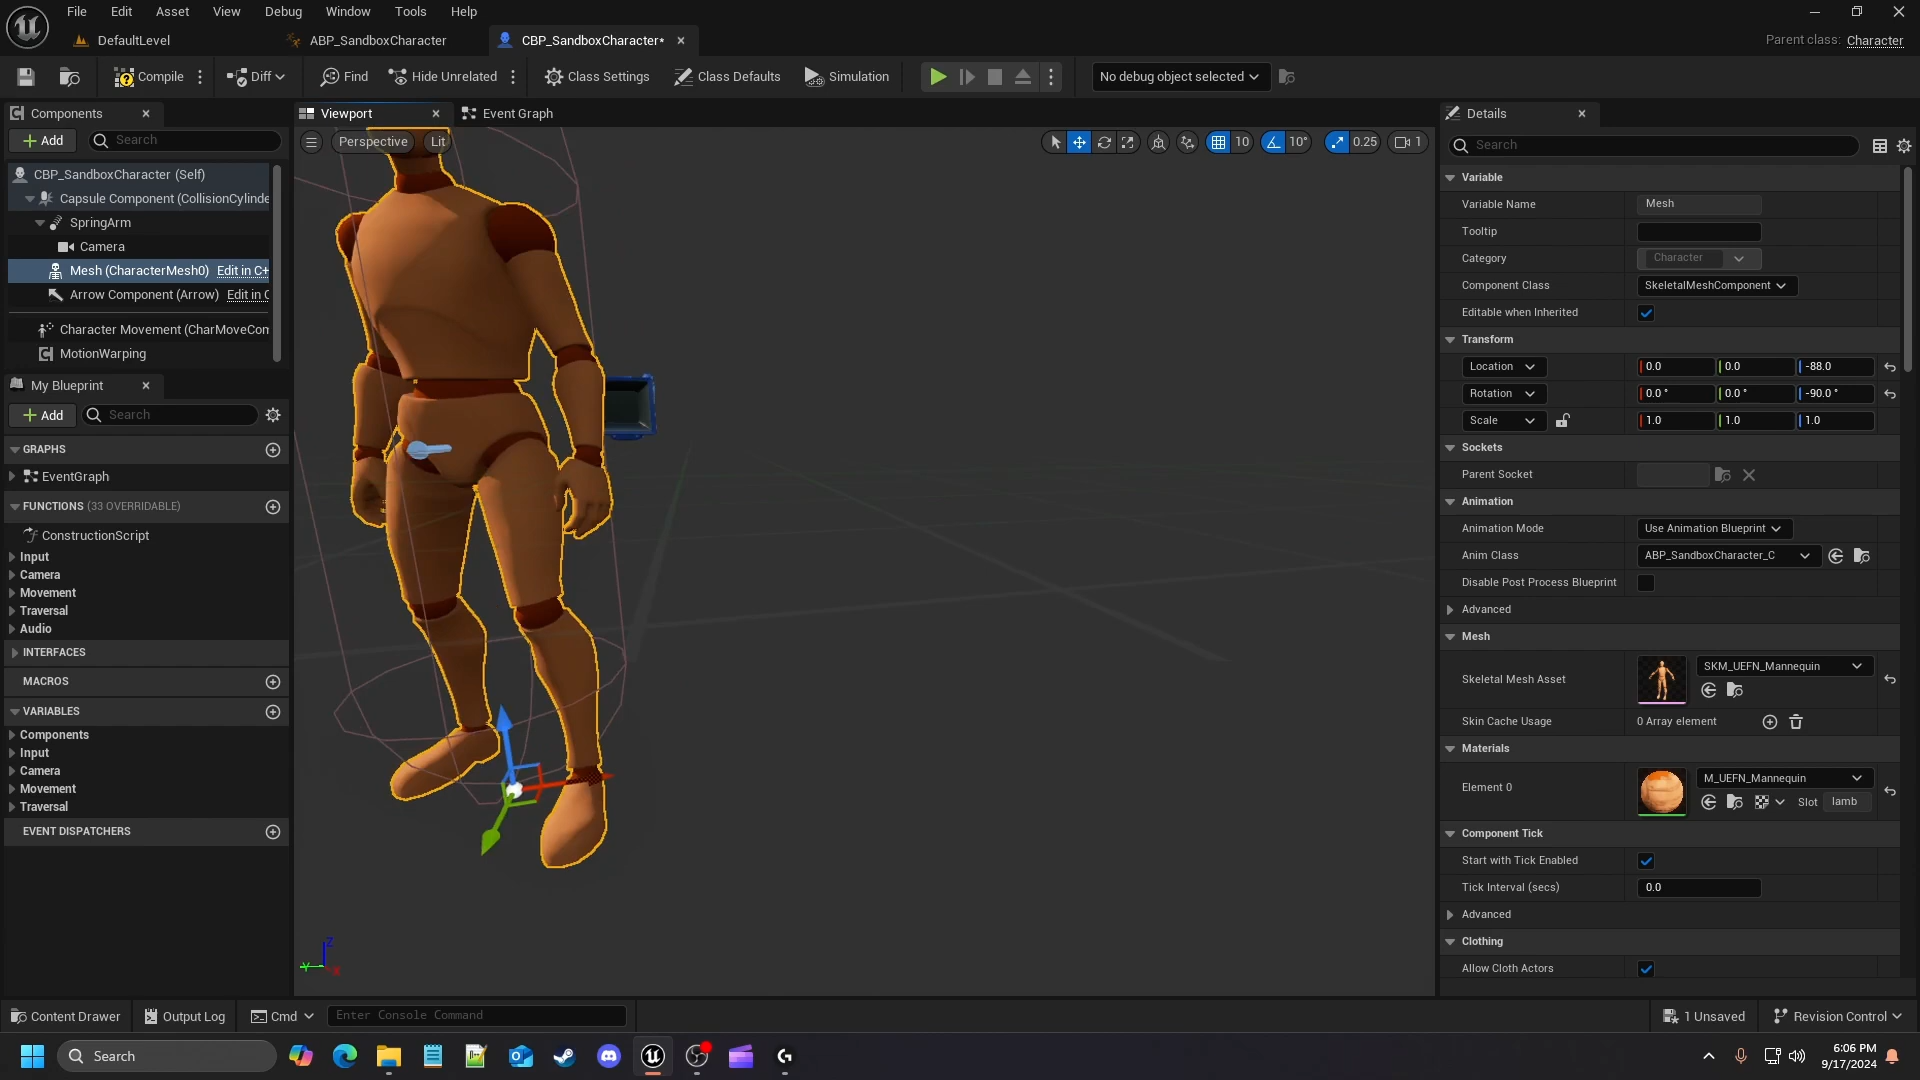 File Edit Asset View Debug Window Tools Help
DefaultLevel ABP_SandboxCharacter CBP_SandboxCharacter* Parent class: Character
Compile Diff Find Hide Unrelated Class Settings Class Defaults Simulation No debug object selected
Components
Add Search
CBP_SandboxCharacter (Self)
Capsule Component (CollisionCylinde
SpringArm
Camera
Mesh (CharacterMesh0) Edit in C+
Arrow Component (Arrow) Edit in C
Character Movement (CharMoveCon
MotionWarping
My Blueprint
Add Search
GRAPHS
EventGraph
FUNCTIONS (33 OVERRIDABLE)
ConstructionScript
Input
Camera
Movement
Traversal
Audio
INTERFACES
MACROS
VARIABLES
Components
Input
Camera
Movement
Traversal
EVENT DISPATCHERS
Viewport Event Graph
Perspective Lit 10 10° 0.25 1
Z
Y X
Details
Search
Variable
Variable Name Mesh
Tooltip
Category Character
Component Class SkeletalMeshComponent
Editable when Inherited
Transform
Location 0.0 0.0 -88.0
Rotation 0.0 ° 0.0 ° -90.0 °
Scale 1.0 1.0 1.0
Sockets
Parent Socket
Animation
Animation Mode Use Animation Blueprint
Anim Class ABP_SandboxCharacter_C
Disable Post Process Blueprint
Advanced
Mesh
Skeletal Mesh Asset SKM_UEFN_Mannequin
Skin Cache Usage 0 Array element
Materials
Element 0 M_UEFN_Mannequin
Slot lamb
Component Tick
Start with Tick Enabled
Tick Interval (secs) 0.0
Advanced
Clothing
Allow Cloth Actors
Content Drawer Output Log Cmd Enter Console Command 1 Unsaved Revision Control
Search
6:06 PM
9/17/2024